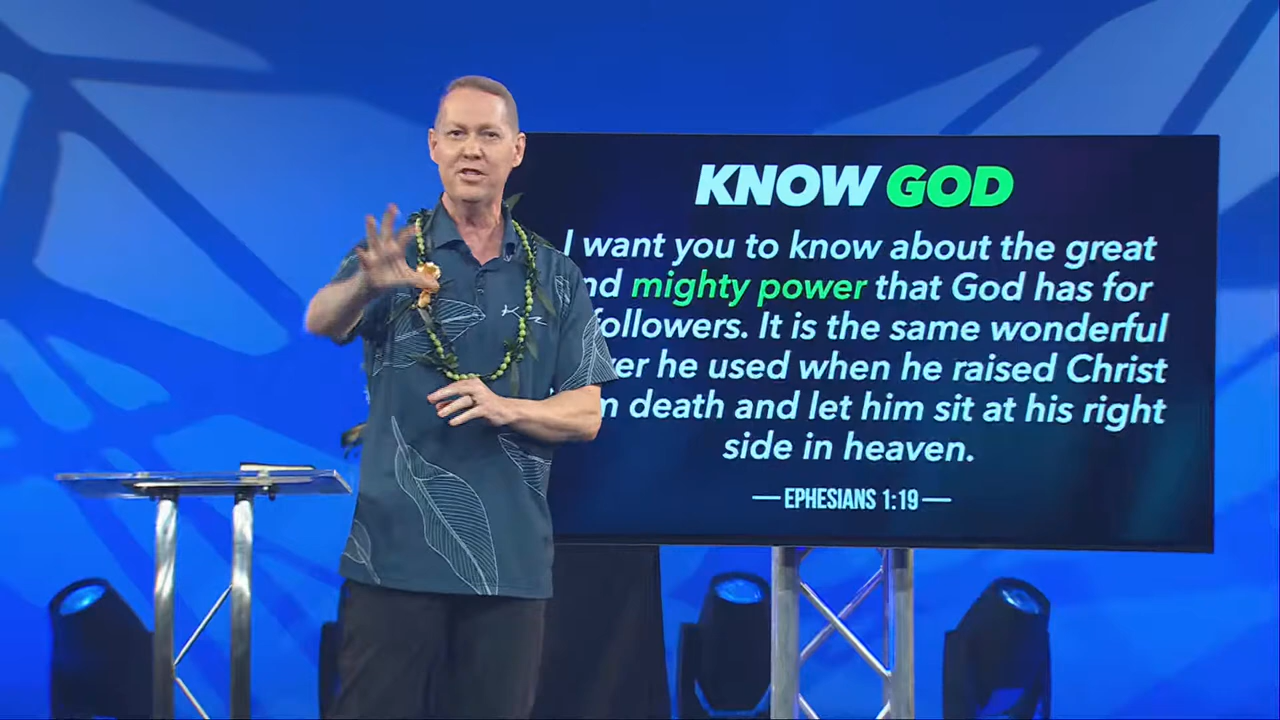 KNOW GOD
I want you to know about the great
mighty power that God has for
followers. It is the same wonderful
he used when he raised Christ
death and let him sit at his right
side in heaven.
— EPHESIANS 1:19 —